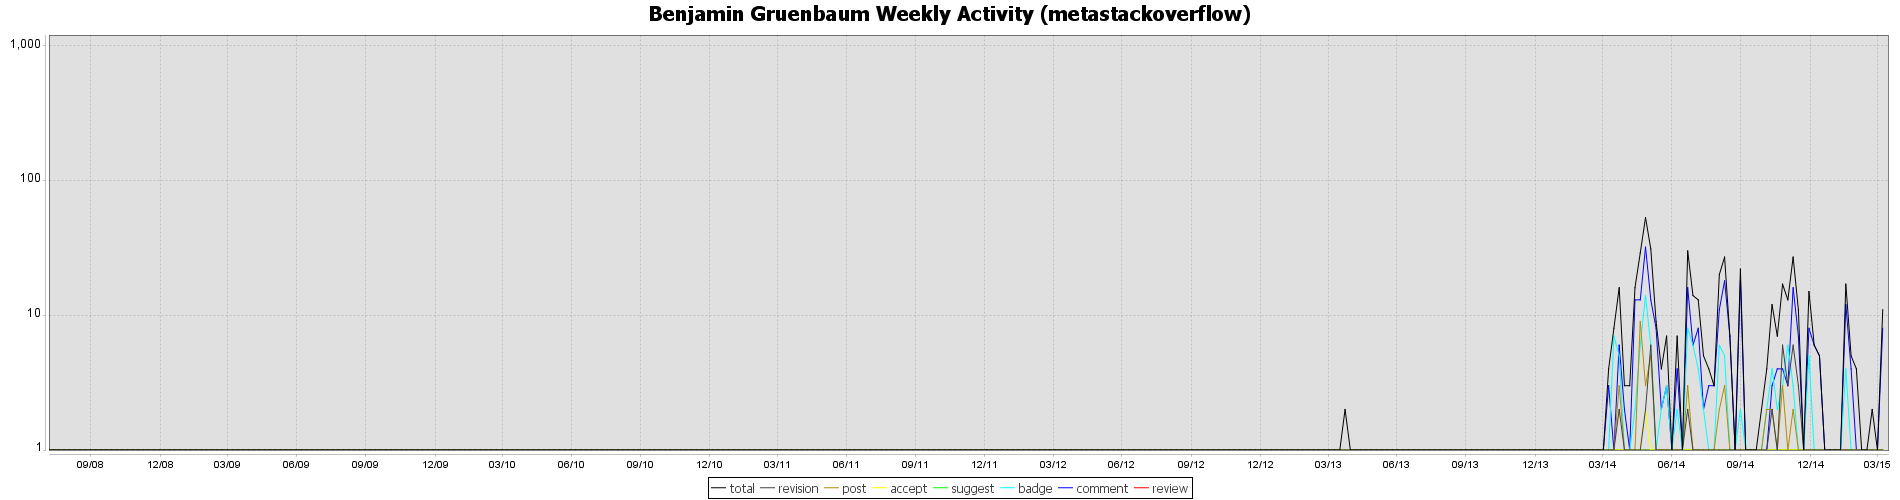 Benjamin Gruenbaum Weekly Activity (metastackoverflow)
1,000
100
10
1
09/08 12/08 03/09 06/09 09/09 12/09 03/10 06/10 09/10 12/10 03/11 06/11 09/11 12/11 03/12 06/12 09/12 12/12 03/13 06/13 09/13 12/13 03/14 06/14 09/14 12/14 03/15
total revision post accept suggest badge comment review